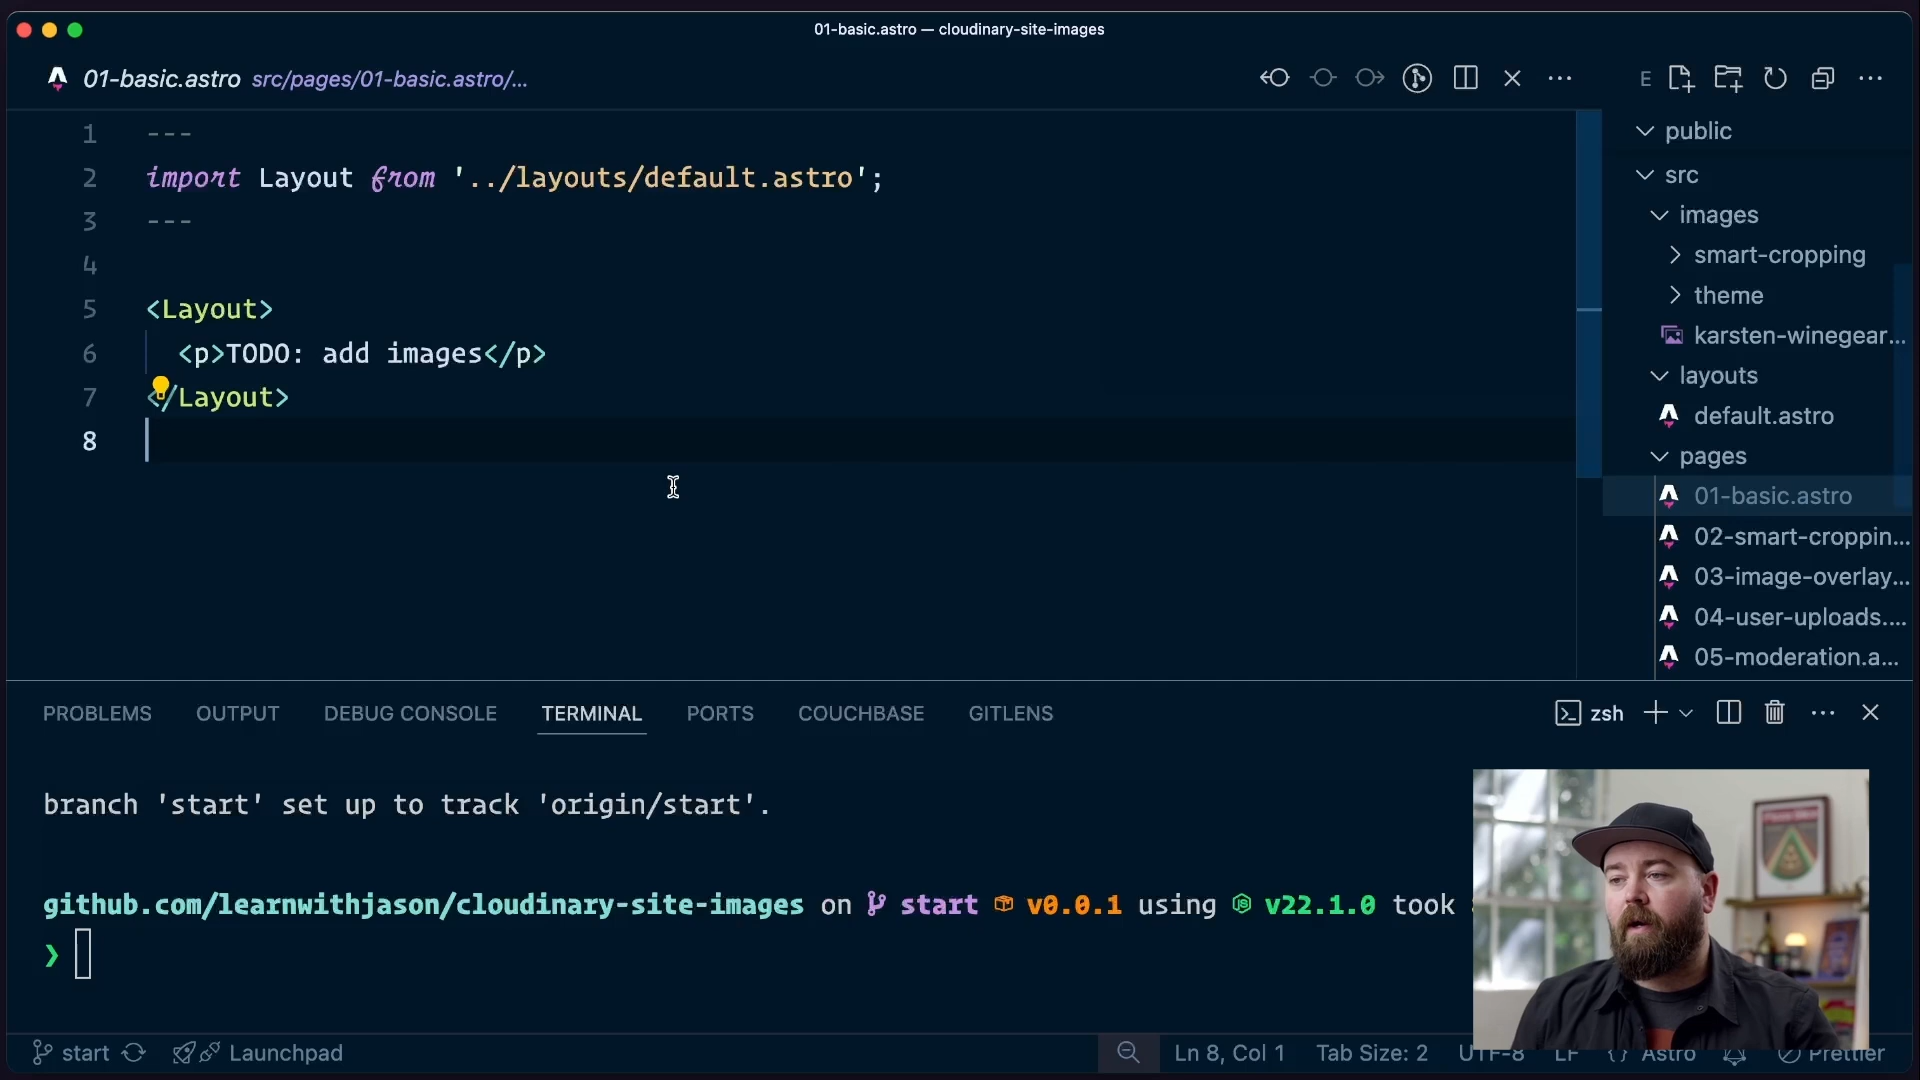 01-basic.astro — cloudinary-site-images
01-basic.astro src/pages/01-basic.astro/...
E
1 ---
2 import Layout from '../layouts/default.astro';
3 ---
4
5 <Layout>
6 <p>TODO: add images</p>
7 </Layout>
8
public
src
images
smart-cropping
theme
karsten-winegear...
layouts
default.astro
pages
01-basic.astro
02-smart-croppin...
03-image-overlay...
04-user-uploads....
05-moderation.a...
PROBLEMS OUTPUT DEBUG CONSOLE TERMINAL PORTS COUCHBASE GITLENS
zsh
branch 'start' set up to track 'origin/start'.
github.com/learnwithjason/cloudinary-site-images on start v0.0.1 using v22.1.0 took
❯
start Launchpad Ln 8, Col 1 Tab Size: 2 UTF-8 LF {} Astro Prettier